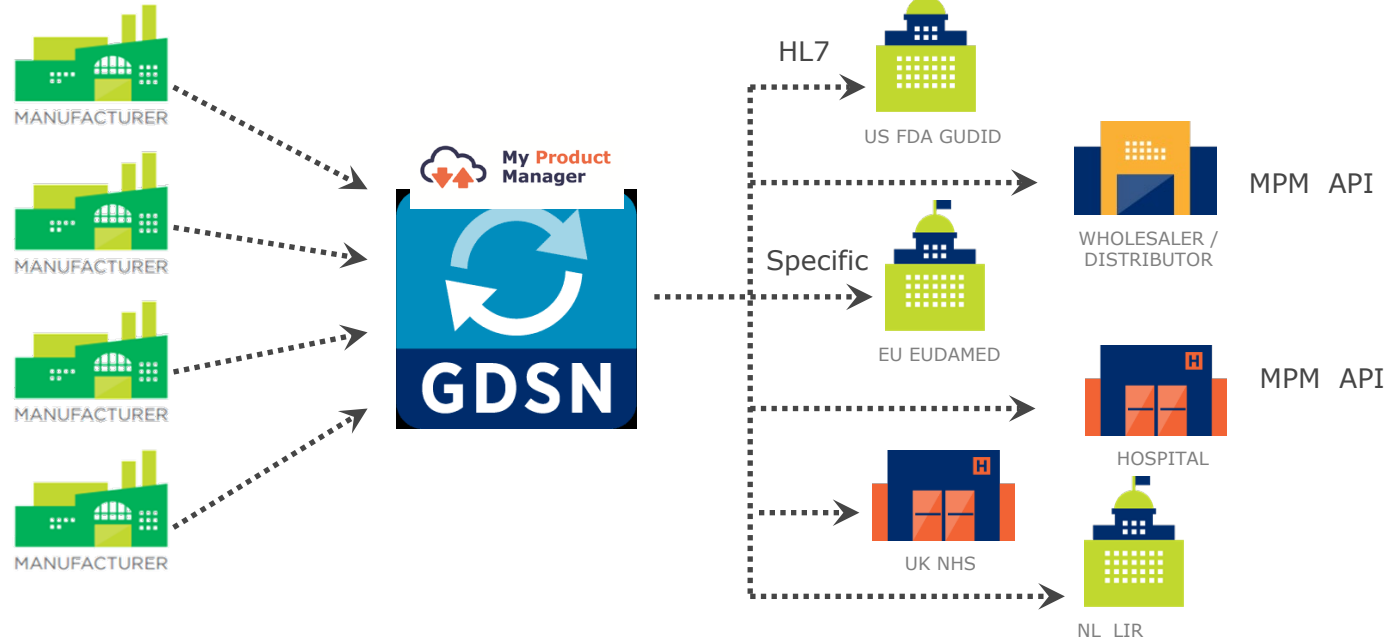 MANUFACTURER
MANUFACTURER
MANUFACTURER
MANUFACTURER
My Product
Manager
GDSN
HL7
US FDA GUDID
WHOLESALER /
DISTRIBUTOR
MPM API
Specific
EU EUDAMED
H
HOSPITAL
MPM API
H
UK NHS
NL LIR